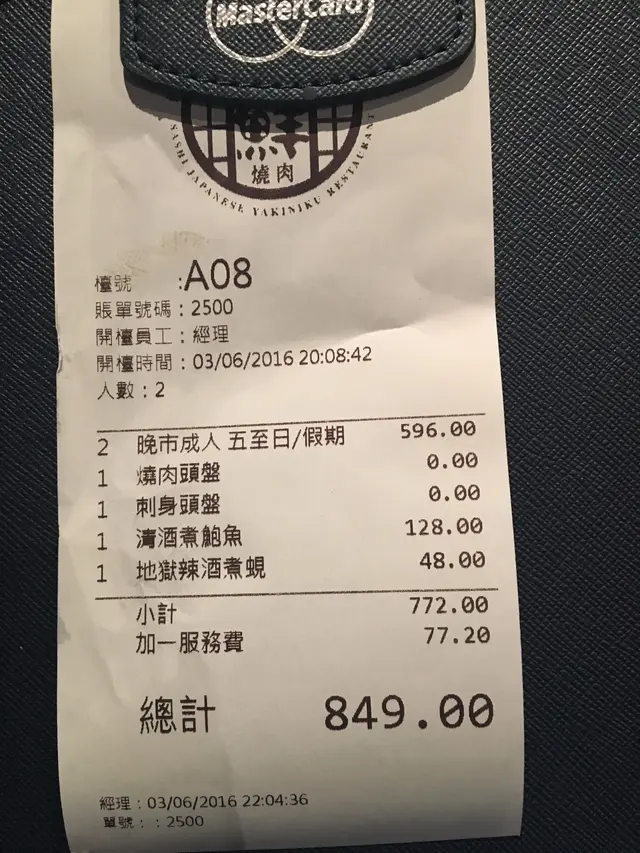 MasterCard
鮮
燒肉
SASHI JAPANESE YAKINIKU RESTAURANT
檯號 :A08
賬單號碼：2500
開檯員工：經理
開檯時間：03/06/2016 20:08:42
人數：2
2 晚市成人 五至日/假期 596.00
1 燒肉頭盤 0.00
1 刺身頭盤 0.00
1 清酒煮鮑魚 128.00
1 地獄辣酒煮蜆 48.00
小計 772.00
加一服務費 77.20
總計 849.00
經理：03/06/2016 22:04:36
單號：：2500